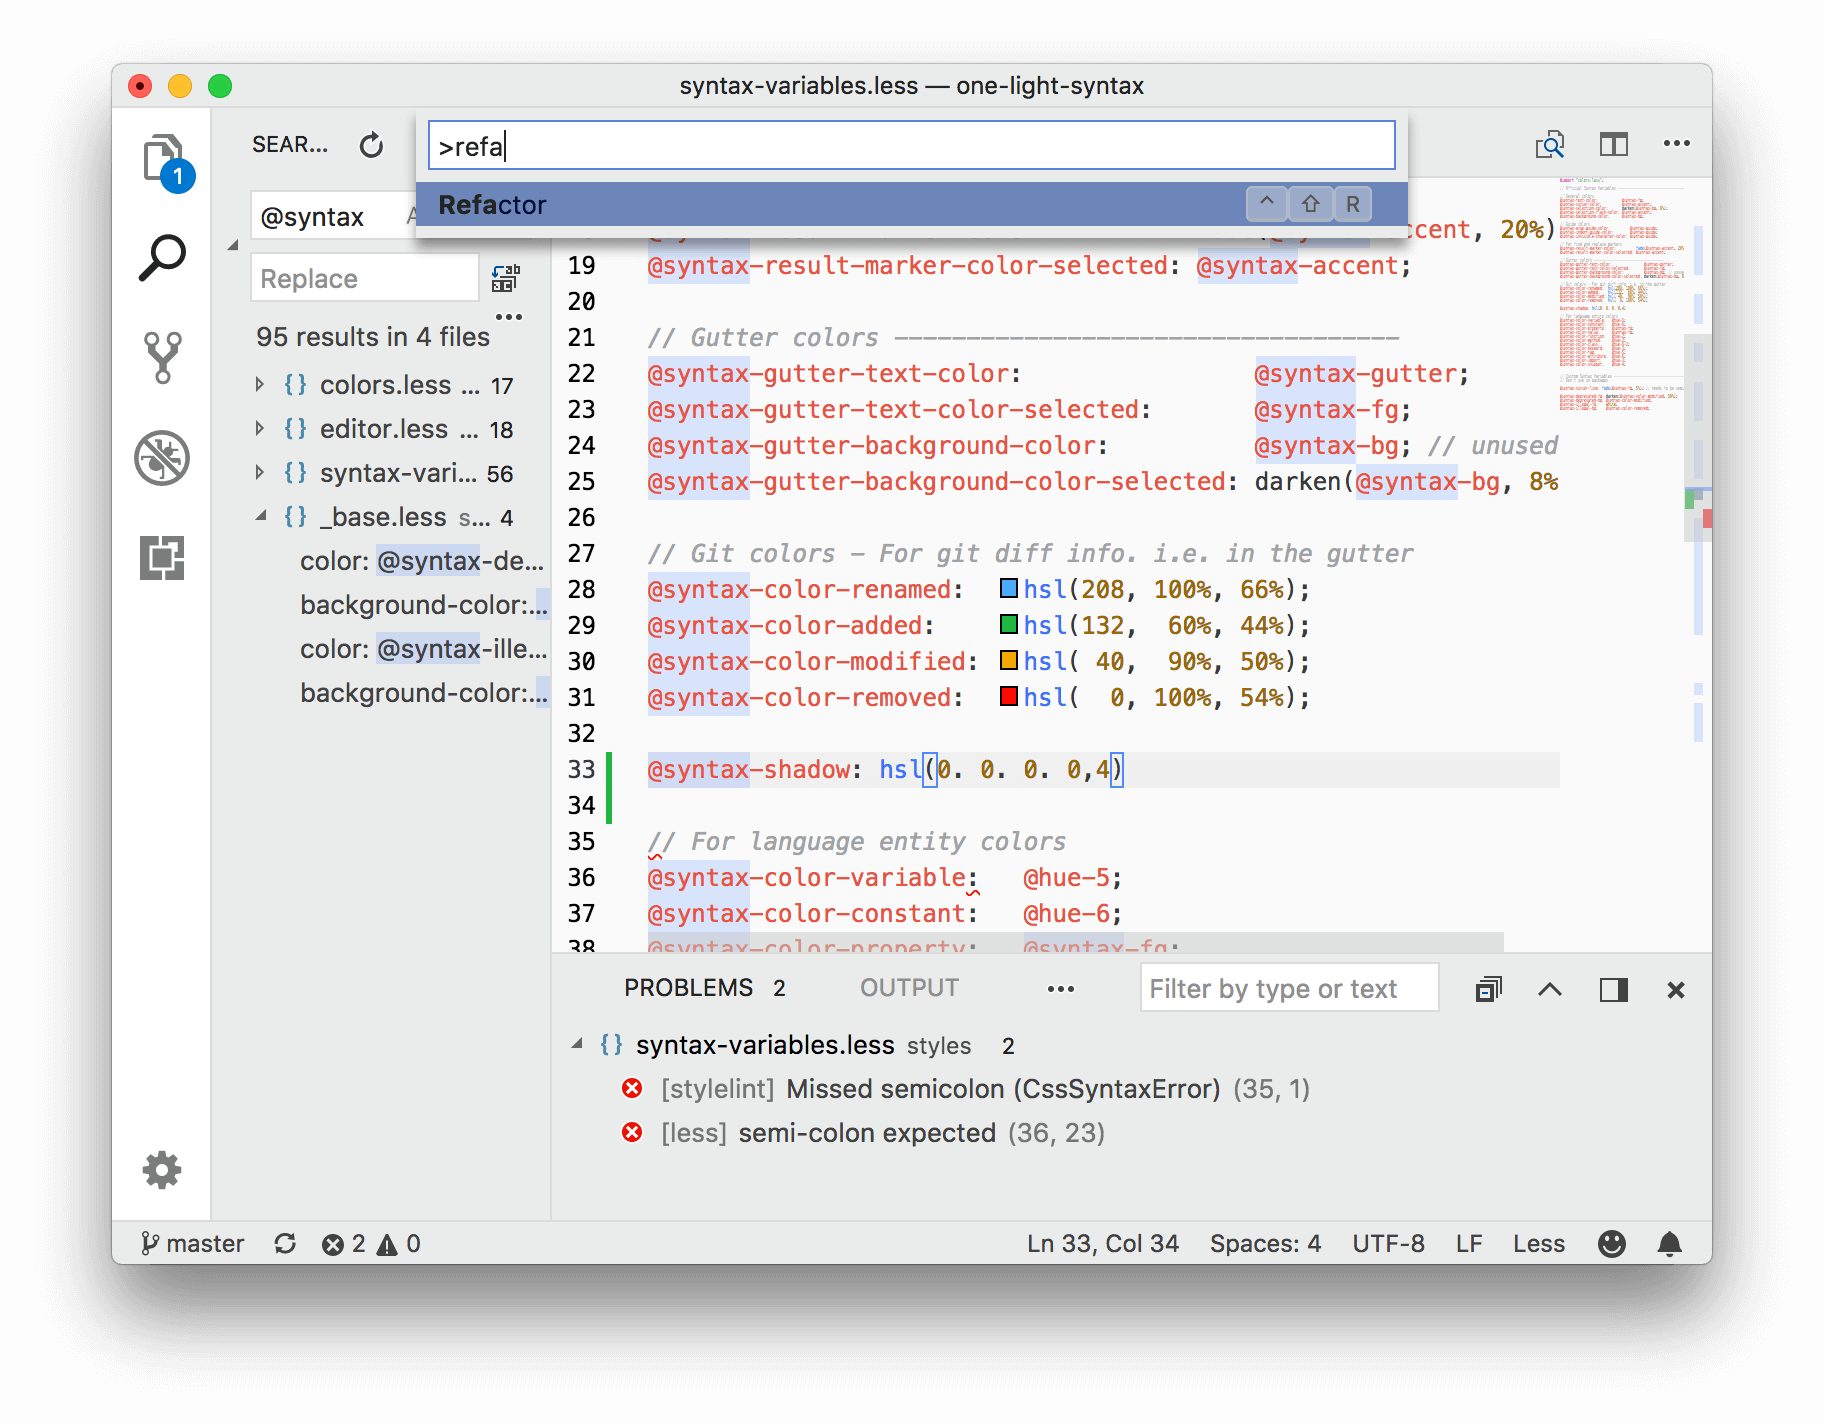 syntax-variables.less — one-light-syntax
1
SEAR...
>refa
Refactor ^ ⇧ R
@syntax
Replace
95 results in 4 files
{} colors.less ... 17
{} editor.less ... 18
{} syntax-vari... 56
{} _base.less s... 4
color: @syntax-de...
background-color:...
color: @syntax-ille...
background-color:...
ccent, 20%)
19 @syntax-result-marker-color-selected: @syntax-accent;
20
21 // Gutter colors -----------------------------------
22 @syntax-gutter-text-color: @syntax-gutter;
23 @syntax-gutter-text-color-selected: @syntax-fg;
24 @syntax-gutter-background-color: @syntax-bg; // unused
25 @syntax-gutter-background-color-selected: darken(@syntax-bg, 8%
26
27 // Git colors - For git diff info. i.e. in the gutter
28 @syntax-color-renamed: hsl(208, 100%, 66%);
29 @syntax-color-added: hsl(132, 60%, 44%);
30 @syntax-color-modified: hsl( 40, 90%, 50%);
31 @syntax-color-removed: hsl( 0, 100%, 54%);
32
33 @syntax-shadow: hsl(0. 0. 0. 0,4)
34
35 // For language entity colors
36 @syntax-color-variable: @hue-5;
37 @syntax-color-constant: @hue-6;
38 @syntax-color-property: @syntax-fg;
PROBLEMS 2 OUTPUT ••• Filter by type or text
{} syntax-variables.less styles 2
[stylelint] Missed semicolon (CssSyntaxError) (35, 1)
[less] semi-colon expected (36, 23)
master 2 0 Ln 33, Col 34 Spaces: 4 UTF-8 LF Less